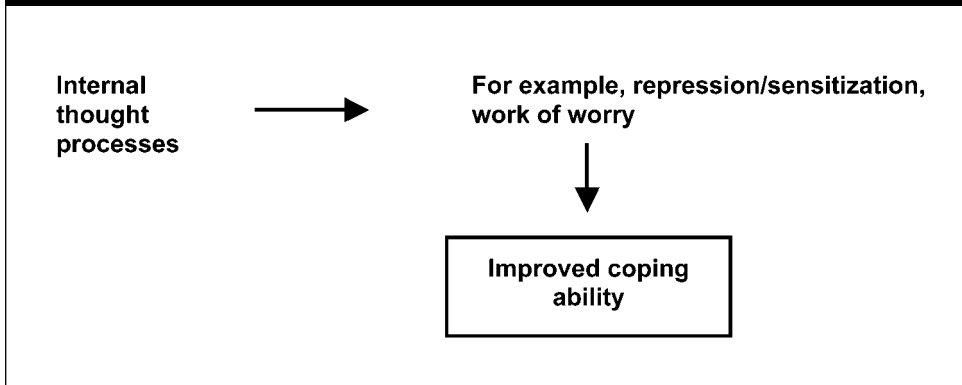 Internal
thought
processes
For example, repression/sensitization,
work of worry
Improved coping
ability